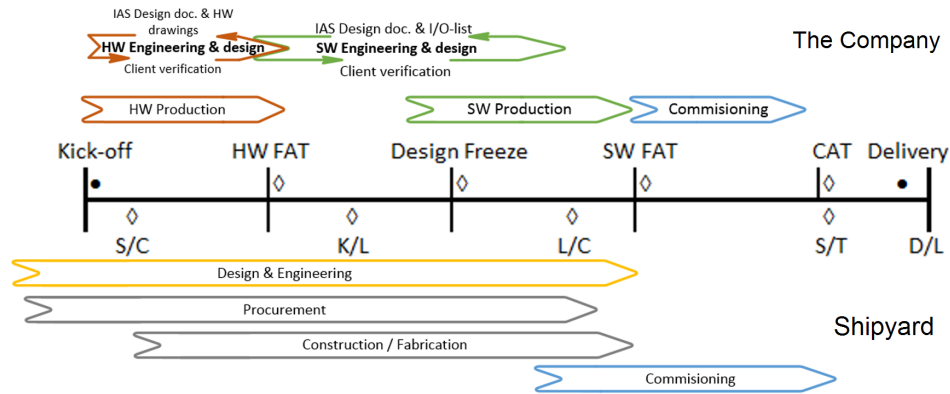 IAS Design doc. & HW
drawings
HW Engineering & design
Client verification
IAS Design doc. & I/O-list
SW Engineering & design
Client verification
The Company
HW Production
SW Production
Commisioning
Kick-off
HW FAT
Design Freeze
SW FAT
CAT
Delivery
S/C
K/L
L/C
S/T
D/L
Design & Engineering
Procurement
Construction / Fabrication
Shipyard
Commisioning